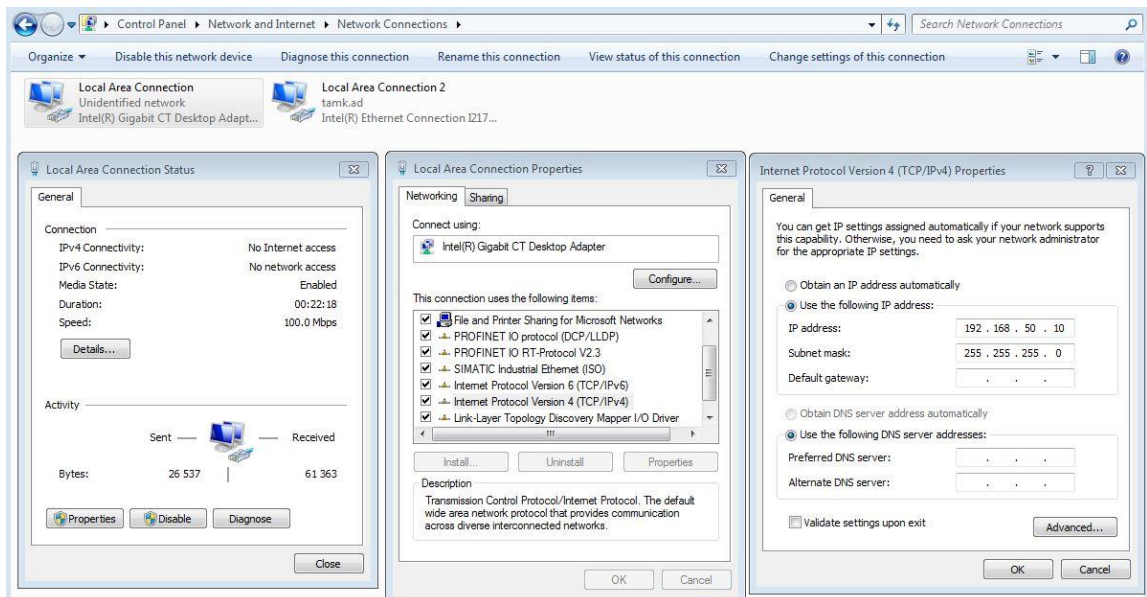 Control Panel ▸ Network and Internet ▸ Network Connections ▸
Search Network Connections
Organize Disable this network device Diagnose this connection Rename this connection View status of this connection Change settings of this connection
Local Area Connection
Unidentified network
Intel(R) Gigabit CT Desktop Adapt...
Local Area Connection 2
tamk.ad
Intel(R) Ethernet Connection I217...
Local Area Connection Status
General
Connection
IPv4 Connectivity: No Internet access
IPv6 Connectivity: No network access
Media State: Enabled
Duration: 00:22:18
Speed: 100.0 Mbps
Details...
Activity
Sent Received
Bytes: 26 537 61 363
Properties Disable Diagnose
Close
Local Area Connection Properties
Networking Sharing
Connect using:
Intel(R) Gigabit CT Desktop Adapter
Configure...
This connection uses the following items:
File and Printer Sharing for Microsoft Networks
PROFINET IO protocol (DCP/LLDP)
PROFINET IO RT-Protocol V2.3
SIMATIC Industrial Ethernet (ISO)
Internet Protocol Version 6 (TCP/IPv6)
Internet Protocol Version 4 (TCP/IPv4)
Link-Layer Topology Discovery Mapper I/O Driver
Install... Uninstall Properties
Description
Transmission Control Protocol/Internet Protocol. The default
wide area network protocol that provides communication
across diverse interconnected networks.
OK Cancel
Internet Protocol Version 4 (TCP/IPv4) Properties
General
You can get IP settings assigned automatically if your network supports
this capability. Otherwise, you need to ask your network administrator
for the appropriate IP settings.
Obtain an IP address automatically
Use the following IP address:
IP address: 192 . 168 . 50 . 10
Subnet mask: 255 . 255 . 255 . 0
Default gateway: . . .
Obtain DNS server address automatically
Use the following DNS server addresses:
Preferred DNS server: . . .
Alternate DNS server: . . .
Validate settings upon exit
Advanced...
OK Cancel